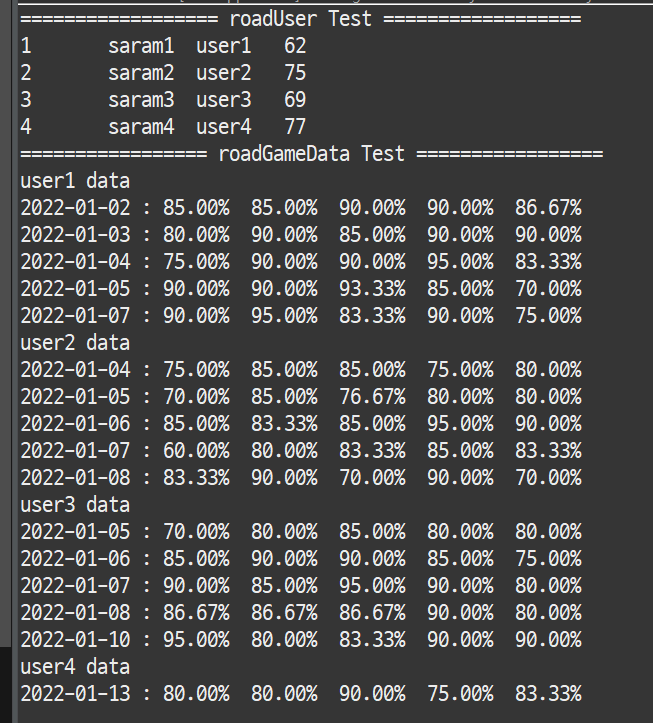 ================== roadUser Test ==================
1       saram1  user1   62
2       saram2  user2   75
3       saram3  user3   69
4       saram4  user4   77
================= roadGameData Test =================
user1 data
2022-01-02 : 85.00%  85.00%  90.00%  90.00%  86.67%
2022-01-03 : 80.00%  90.00%  85.00%  90.00%  90.00%
2022-01-04 : 75.00%  90.00%  90.00%  95.00%  83.33%
2022-01-05 : 90.00%  90.00%  93.33%  85.00%  70.00%
2022-01-07 : 90.00%  95.00%  83.33%  90.00%  75.00%
user2 data
2022-01-04 : 75.00%  85.00%  85.00%  75.00%  80.00%
2022-01-05 : 70.00%  85.00%  76.67%  80.00%  80.00%
2022-01-06 : 85.00%  83.33%  85.00%  95.00%  90.00%
2022-01-07 : 60.00%  80.00%  83.33%  85.00%  83.33%
2022-01-08 : 83.33%  90.00%  70.00%  90.00%  70.00%
user3 data
2022-01-05 : 70.00%  80.00%  85.00%  80.00%  80.00%
2022-01-06 : 85.00%  90.00%  90.00%  85.00%  75.00%
2022-01-07 : 90.00%  85.00%  95.00%  90.00%  80.00%
2022-01-08 : 86.67%  86.67%  86.67%  90.00%  80.00%
2022-01-10 : 95.00%  80.00%  83.33%  90.00%  90.00%
user4 data
2022-01-13 : 80.00%  80.00%  90.00%  75.00%  83.33%